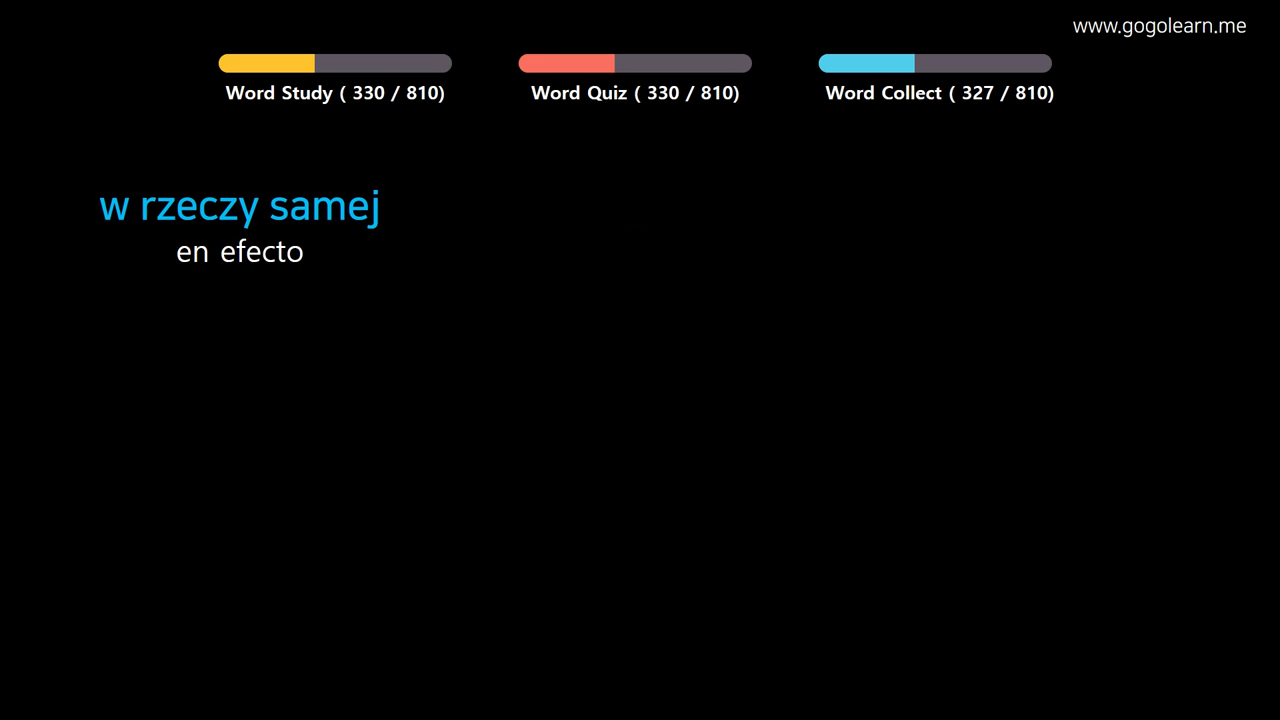 www.gogolearn.me
Word Study ( 330 / 810)
Word Quiz ( 330 / 810)
Word Collect ( 327 / 810)
w rzeczy samej
en efecto